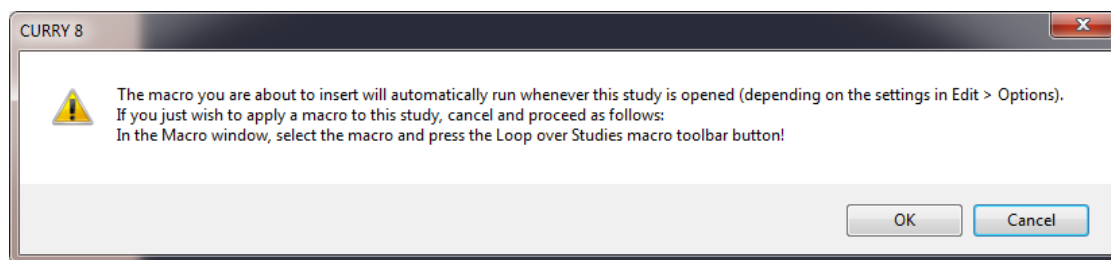 CURRY 8
The macro you are about to insert will automatically run whenever this study is opened (depending on the settings in Edit > Options).
If you just wish to apply a macro to this study, cancel and proceed as follows:
In the Macro window, select the macro and press the Loop over Studies macro toolbar button!
OK Cancel